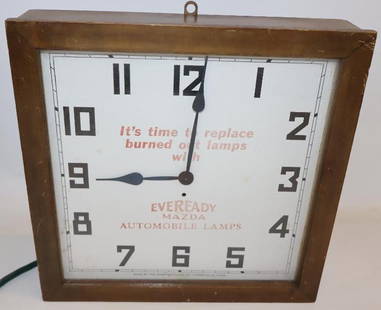 11 12 1
10 2
It's time to replace
burned out lamps
with
9 3
EVEREADY
MAZDA
AUTOMOBILE LAMPS
8 4
7 6 5